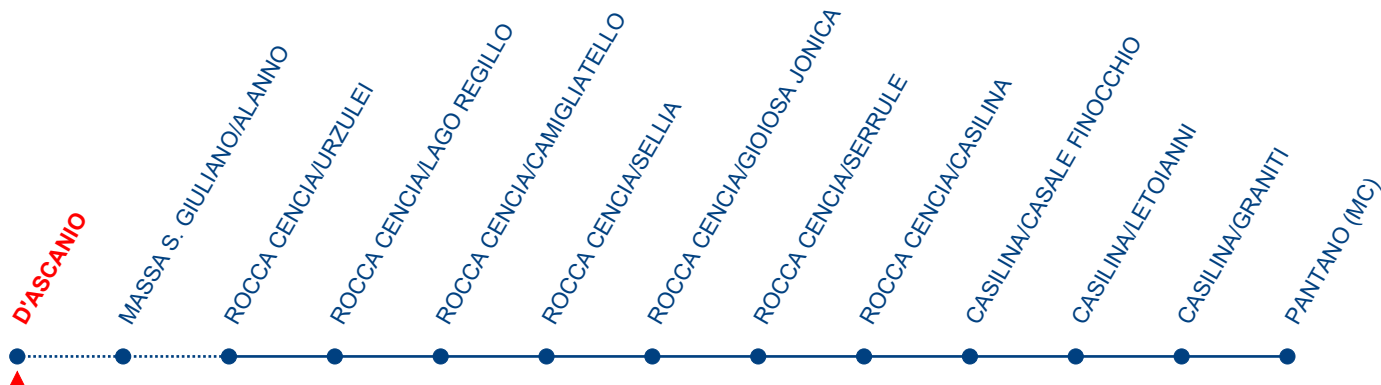 D'ASCANIO
MASSA S. GIULIANO/ALANNO
ROCCA CENCIA/URZULEI
ROCCA CENCIA/LAGO REGILLO
ROCCA CENCIA/CAMIGLIATELLO
ROCCA CENCIA/SELLIA
ROCCA CENCIA/GIOIOSA JONICA
ROCCA CENCIA/SERRULE
ROCCA CENCIA/CASILINA
CASILINA/CASALE FINOCCHIO
CASILINA/LETOIANNI
CASILINA/GRANITI
PANTANO (MC)